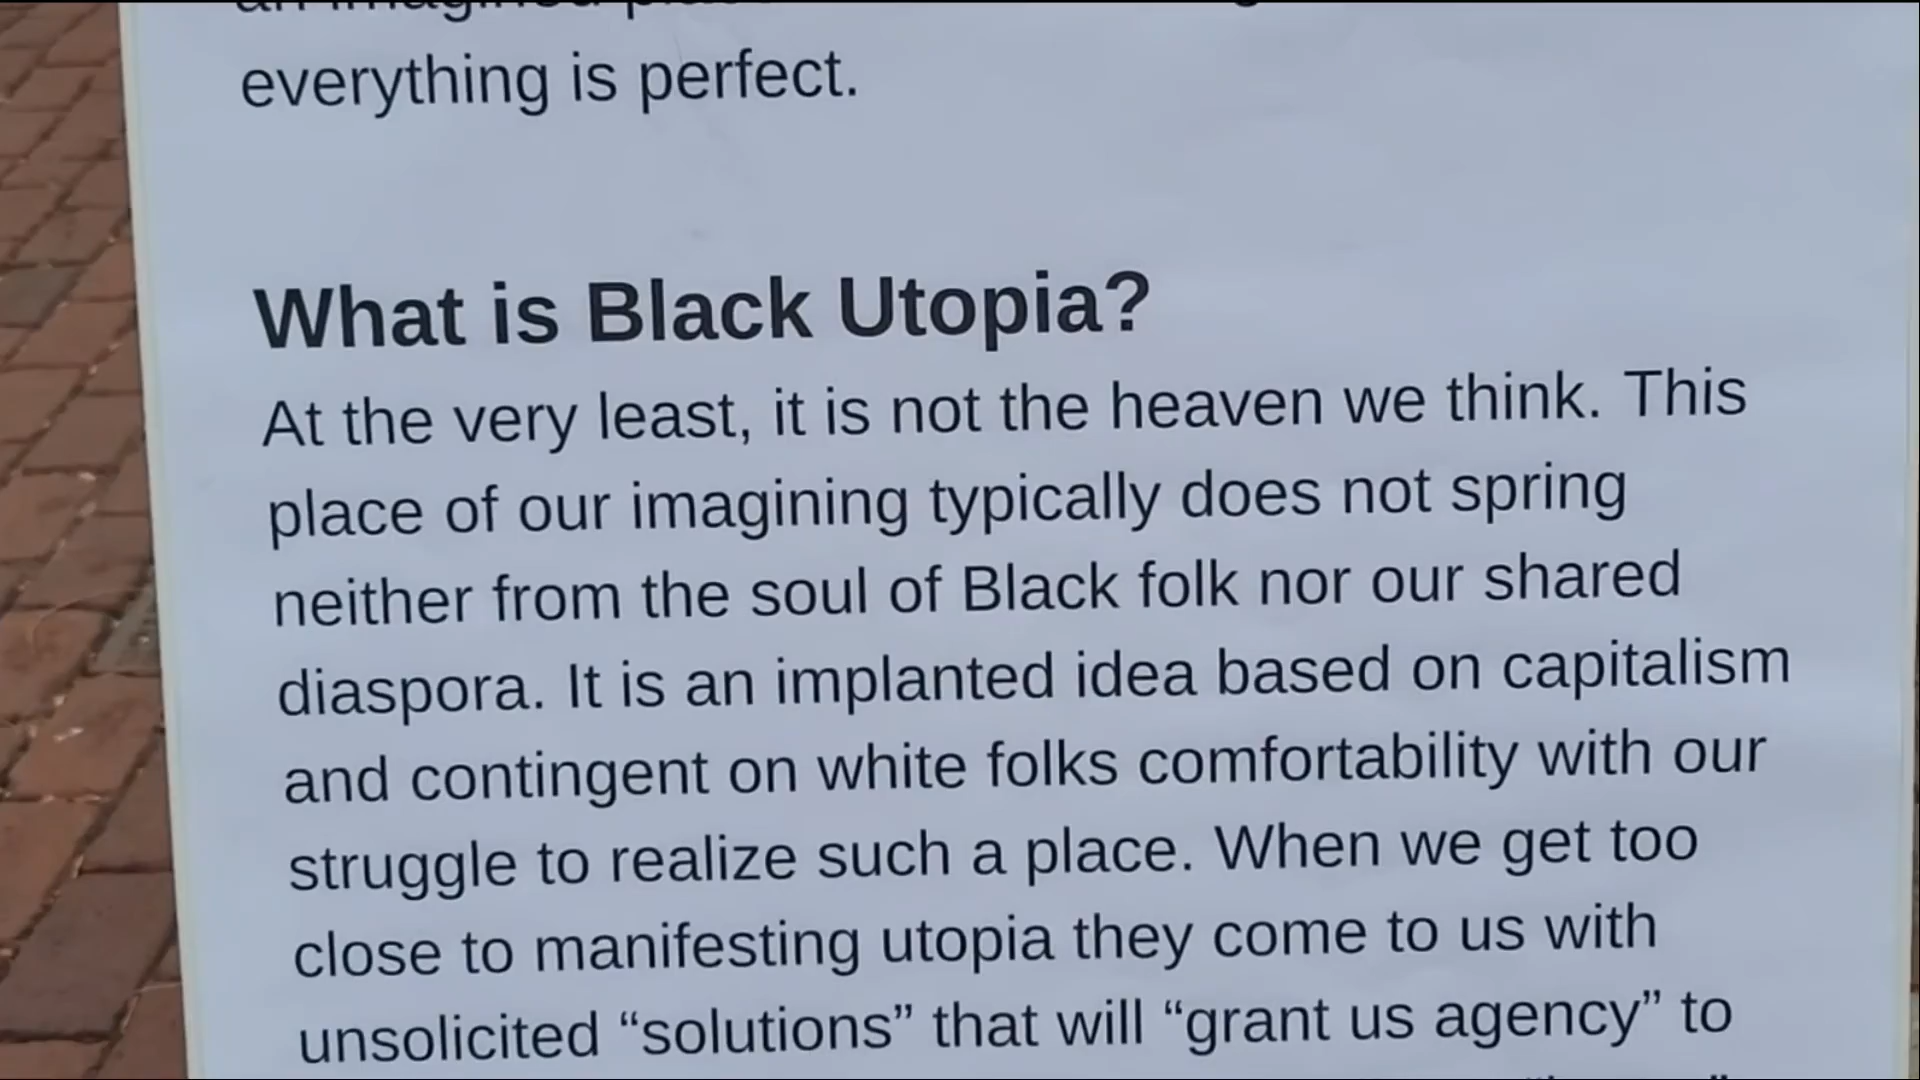 an imagined
everything is perfect.
What is Black Utopia?
At the very least, it is not the heaven we think. This
place of our imagining typically does not spring
neither from the soul of Black folk nor our shared
diaspora. It is an implanted idea based on capitalism
and contingent on white folks comfortability with our
struggle to realize such a place. When we get too
close to manifesting utopia they come to us with
unsolicited “solutions” that will “grant us agency” to